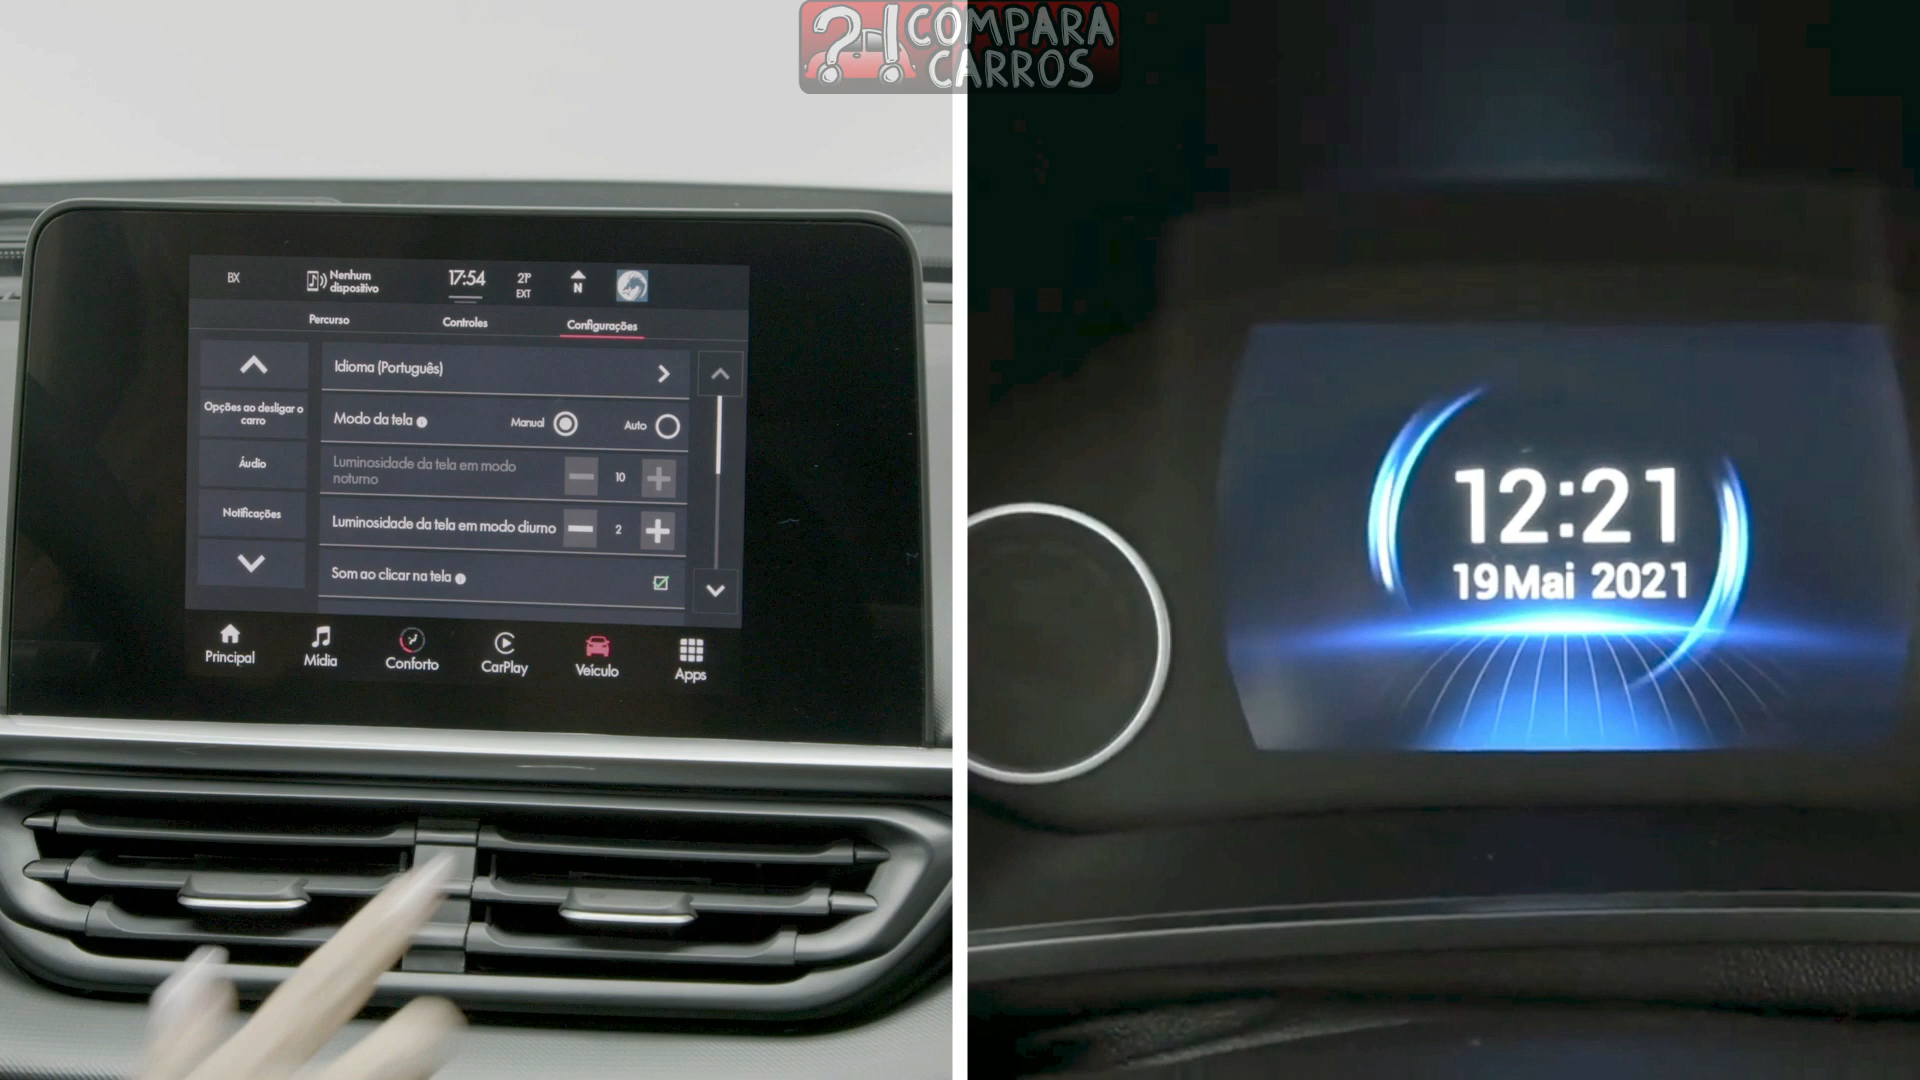 ?! COMPARA
CARROS
BX
Nenhum
dispositivo
17:54
21º
EXT
N
Percurso
Controles
Configurações
Opções ao desligar o
carro
Áudio
Notificações
Idioma (Português)
Modo da tela
Manual
Auto
Luminosidade da tela em modo
noturno
10
Luminosidade da tela em modo diurno
2
Som ao clicar na tela
Principal
Mídia
Conforto
CarPlay
Veículo
Apps
12:21
19 Mai 2021